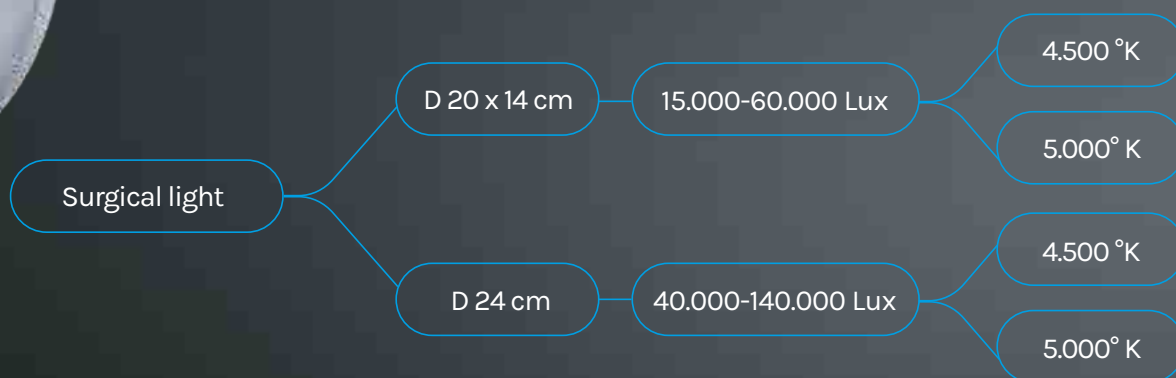 Surgical light
D 20 x 14 cm
15.000-60.000 Lux
4.500 °K
5.000° K
D 24 cm
40.000-140.000 Lux
4.500 °K
5.000° K